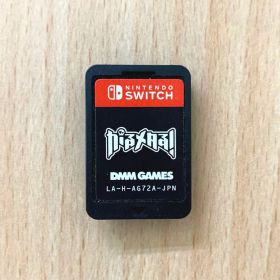 NINTENDO
SWITCH
DMM GAMES
LA-H-AG72A-JPN